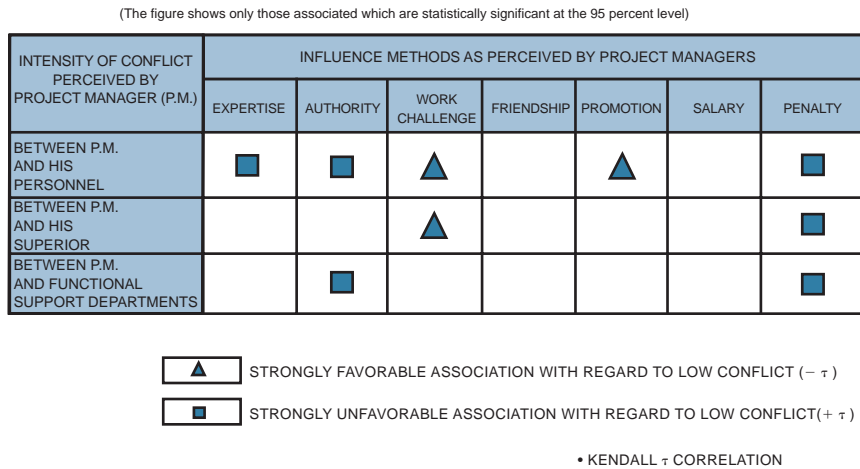 (The figure shows only those associated which are statistically significant at the 95 percent level)
INTENSITY OF CONFLICT
PERCEIVED BY
PROJECT MANAGER (P.M.)
INFLUENCE METHODS AS PERCEIVED BY PROJECT MANAGERS
EXPERTISE
AUTHORITY
WORK
CHALLENGE
FRIENDSHIP
PROMOTION
SALARY
PENALTY
BETWEEN P.M.
AND HIS
PERSONNEL
BETWEEN P.M.
AND HIS
SUPERIOR
BETWEEN P.M.
AND FUNCTIONAL
SUPPORT DEPARTMENTS
STRONGLY FAVORABLE ASSOCIATION WITH REGARD TO LOW CONFLICT (− τ )
STRONGLY UNFAVORABLE ASSOCIATION WITH REGARD TO LOW CONFLICT(+ τ )
• KENDALL τ CORRELATION